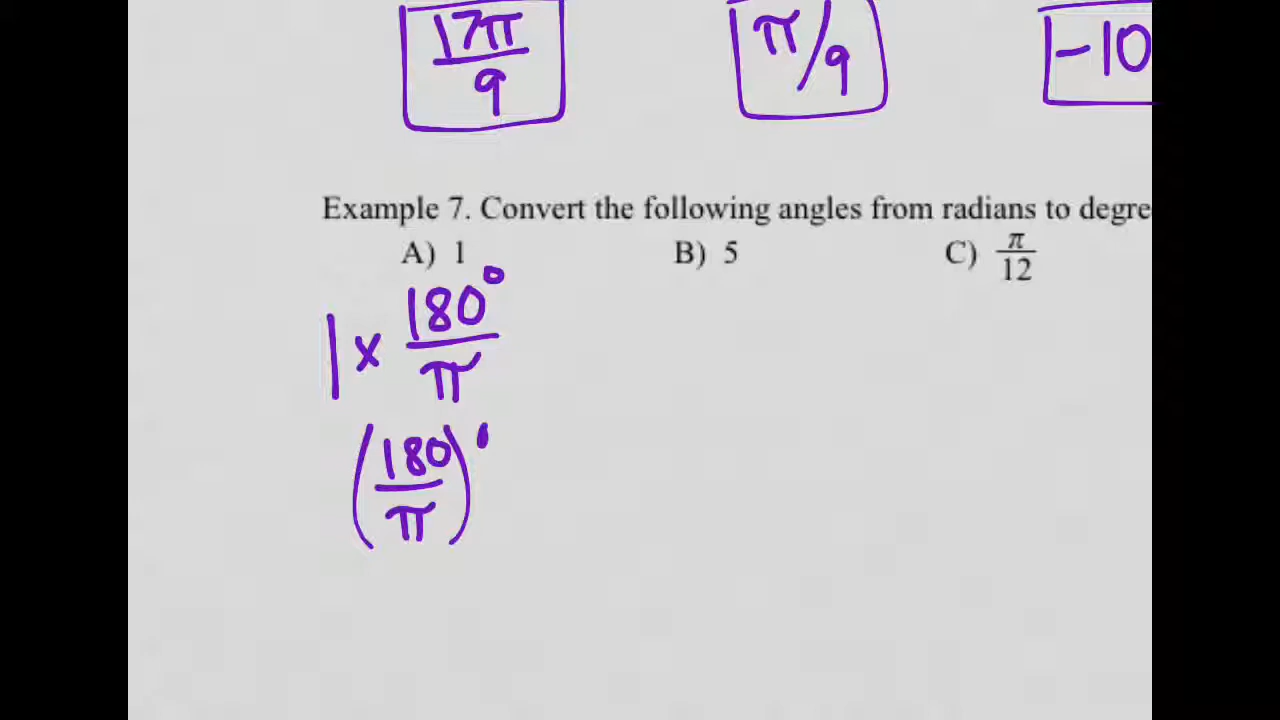 17π/9 π/9 -10
Example 7. Convert the following angles from radians to degre
A) 1 B) 5 C) π/12
1 × 180°/π
(180/π)°